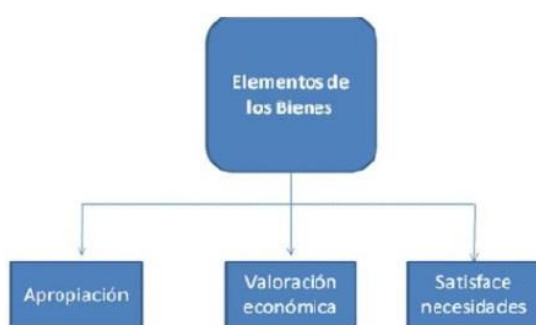 Elementos de
los Bienes
Apropiación
Valoración
económica
Satisface
necesidades